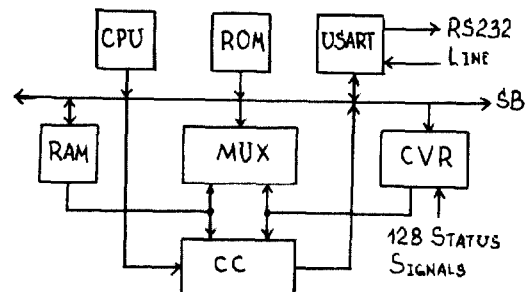 CPU
ROM
USART
RS232
LINE
SB
RAM
MUX
CVR
CC
128 STATUS
SIGNALS